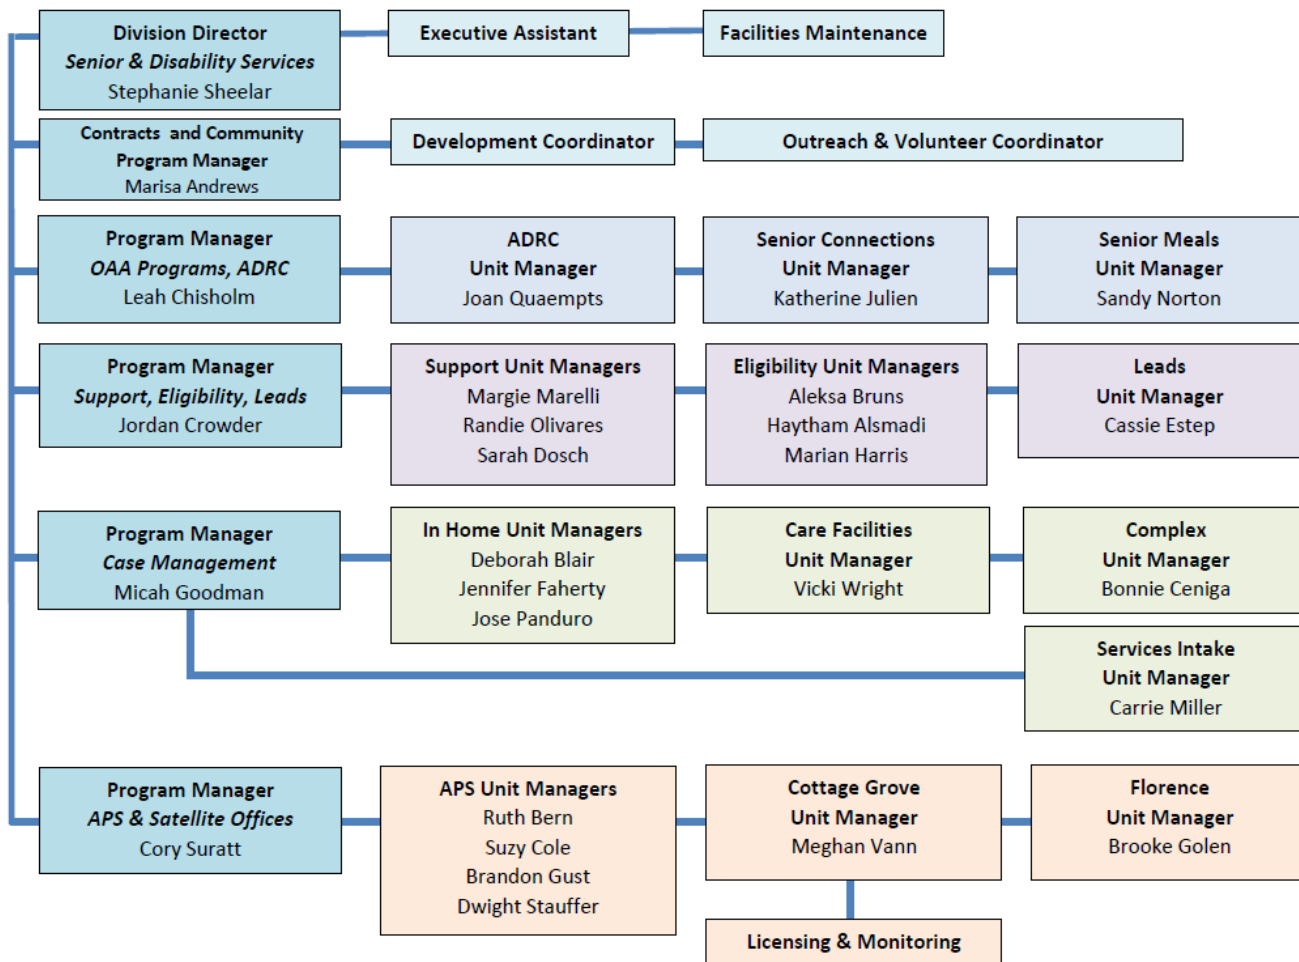 Division Director
Senior & Disability Services
Stephanie Sheelar
Executive Assistant
Facilities Maintenance
Contracts and Community
Program Manager
Marisa Andrews
Development Coordinator
Outreach & Volunteer Coordinator
Program Manager
OAA Programs, ADRC
Leah Chisholm
ADRC
Unit Manager
Joan Quaempts
Senior Connections
Unit Manager
Katherine Julien
Senior Meals
Unit Manager
Sandy Norton
Program Manager
Support, Eligibility, Leads
Jordan Crowder
Support Unit Managers
Margie Marelli
Randie Olivares
Sarah Dosch
Eligibility Unit Managers
Aleksa Bruns
Haytham Alsmadi
Marian Harris
Leads
Unit Manager
Cassie Estep
Program Manager
Case Management
Micah Goodman
In Home Unit Managers
Deborah Blair
Jennifer Faherty
Jose Panduro
Care Facilities
Unit Manager
Vicki Wright
Complex
Unit Manager
Bonnie Ceniga
Services Intake
Unit Manager
Carrie Miller
Program Manager
APS & Satellite Offices
Cory Suratt
APS Unit Managers
Ruth Bern
Suzy Cole
Brandon Gust
Dwight Stauffer
Cottage Grove
Unit Manager
Meghan Vann
Florence
Unit Manager
Brooke Golen
Licensing & Monitoring